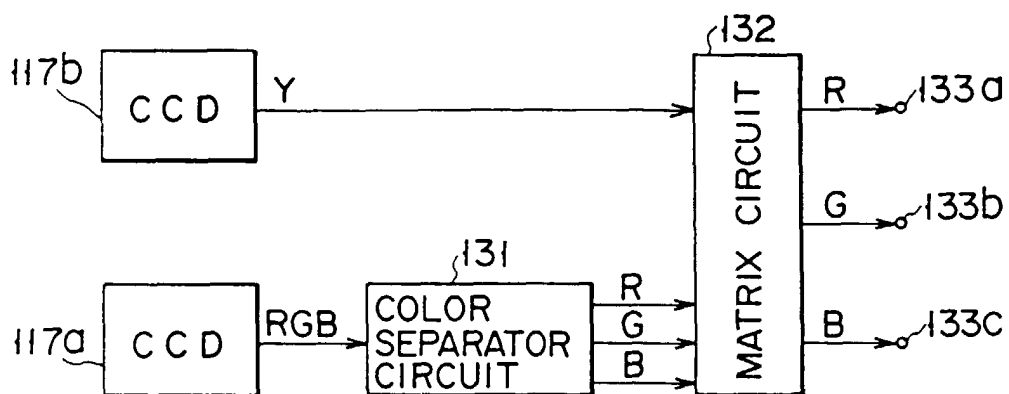 132
117b
CCD
Y
R
133a
MATRIX CIRCUIT
G
133b
131
117a
CCD
RGB
COLOR
SEPARATOR
CIRCUIT
R
G
B
B
133c